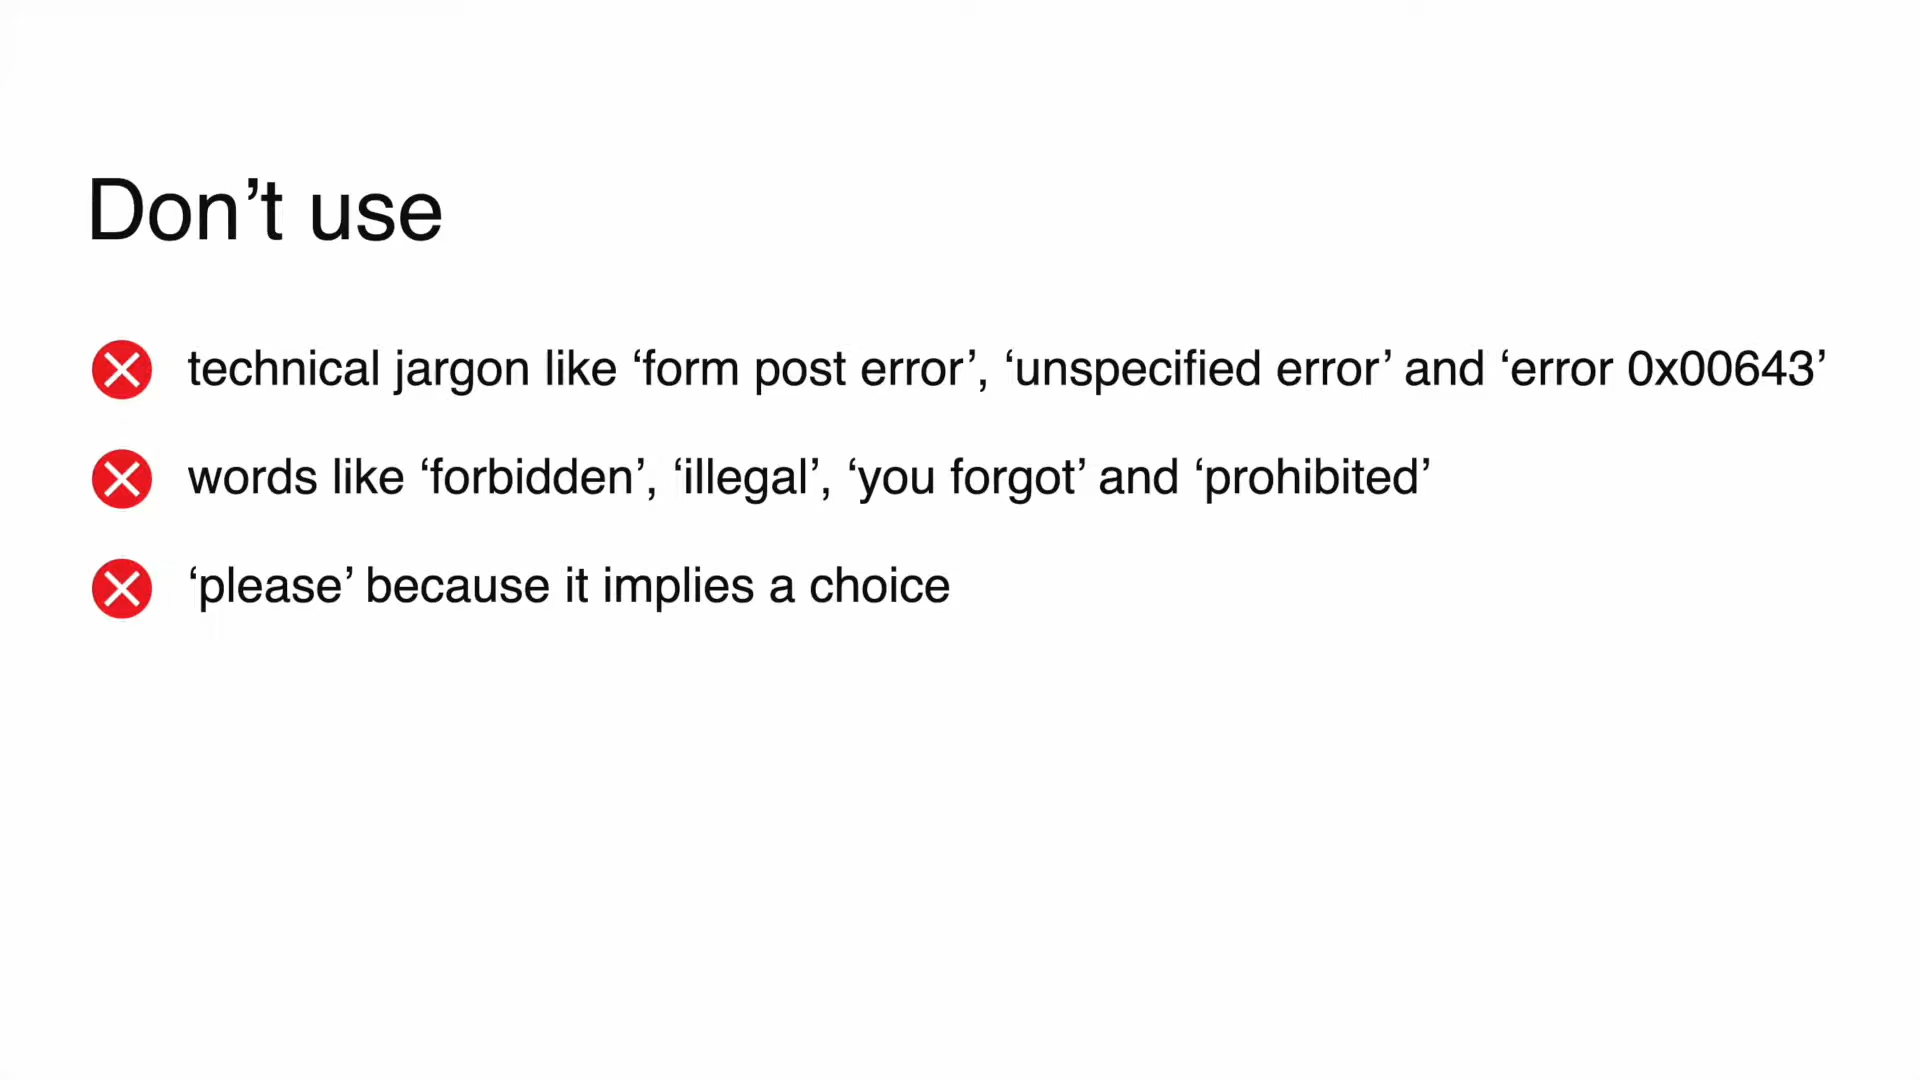 Don’t use
technical jargon like ‘form post error’, ‘unspecified error’ and ‘error 0x00643’
words like ‘forbidden’, ‘illegal’, ‘you forgot’ and ‘prohibited’
‘please’ because it implies a choice